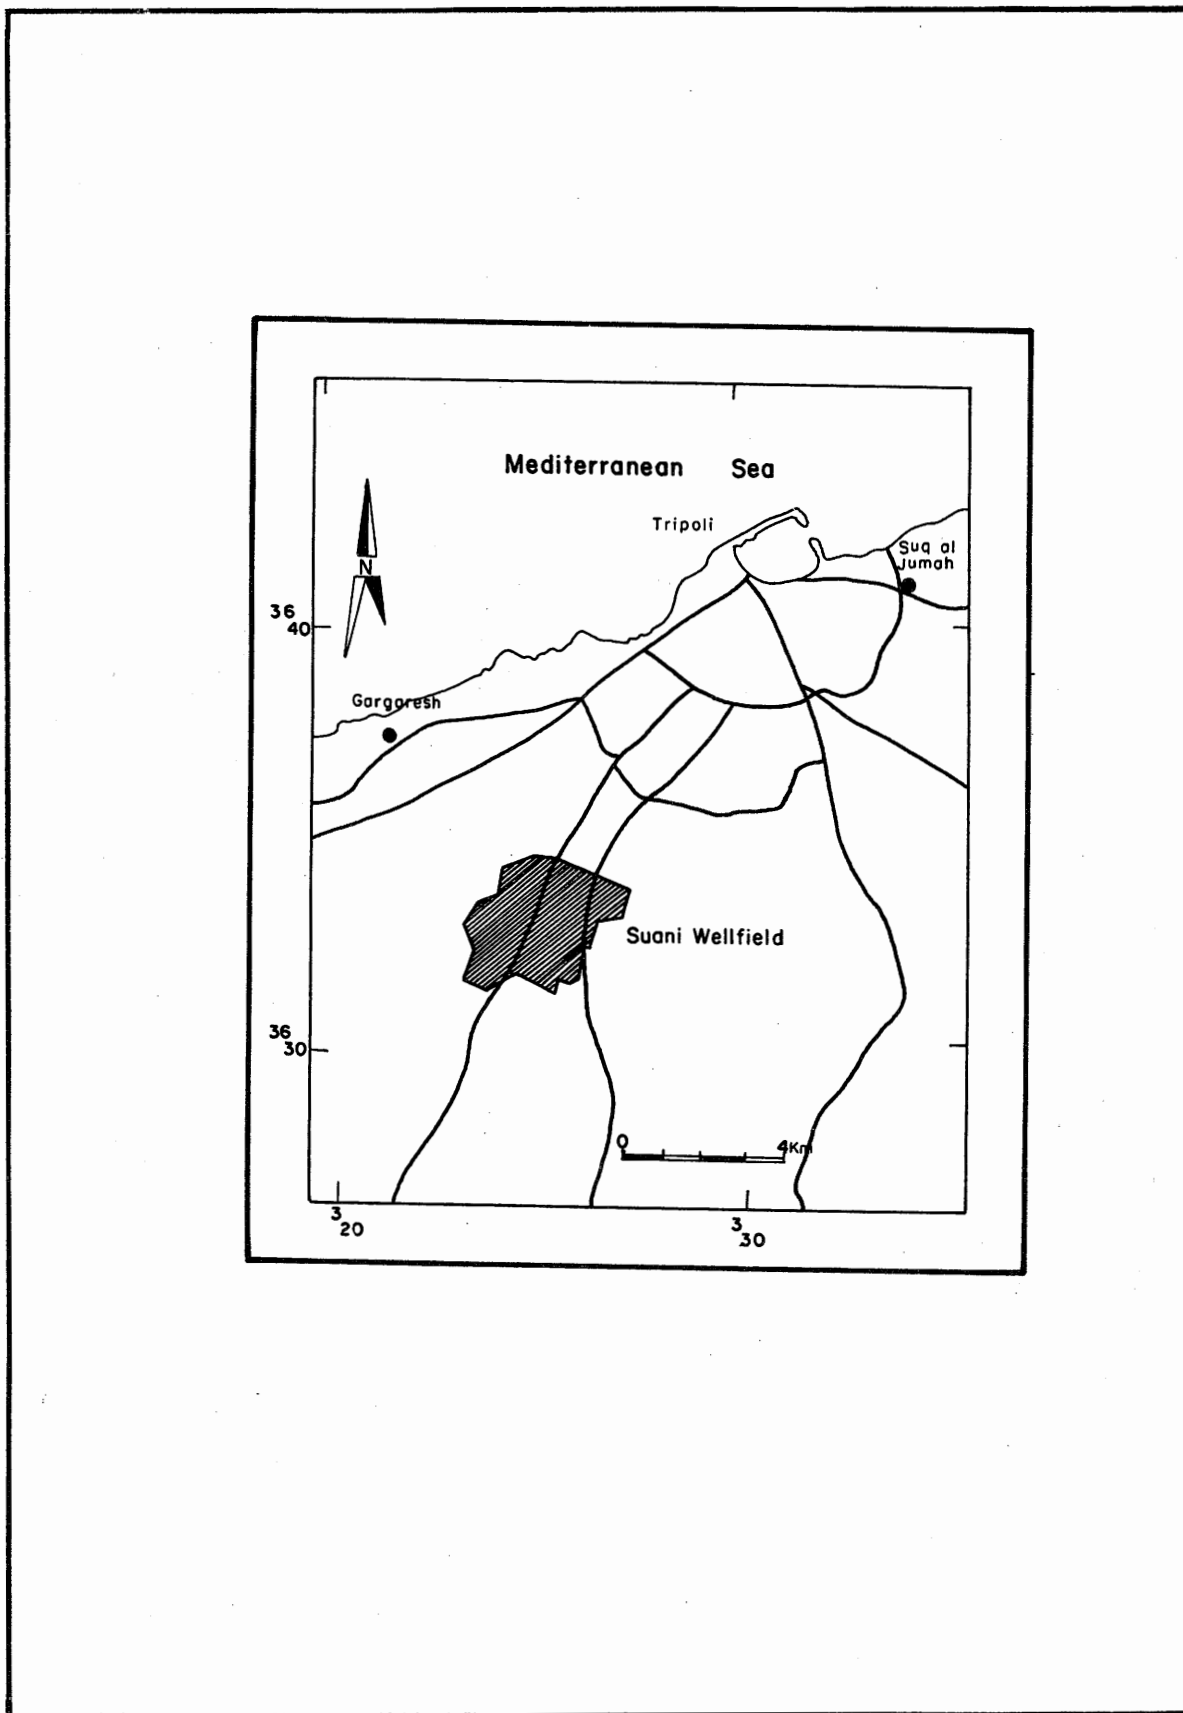 Mediterranean Sea
Tripoli
Suq al
Jumah
N
36
40
Gargaresh
Suani Wellfield
36
30
0 4Km
3
20
3
30